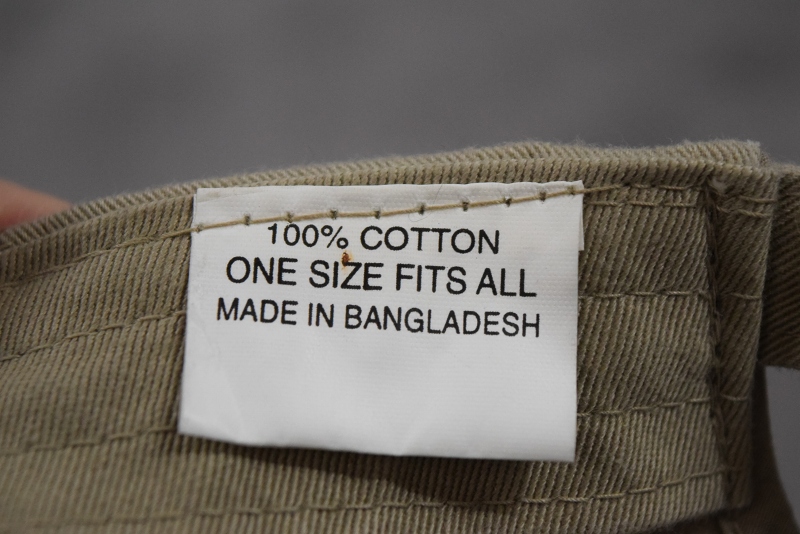 100% COTTON
ONE SIZE FITS ALL
MADE IN BANGLADESH